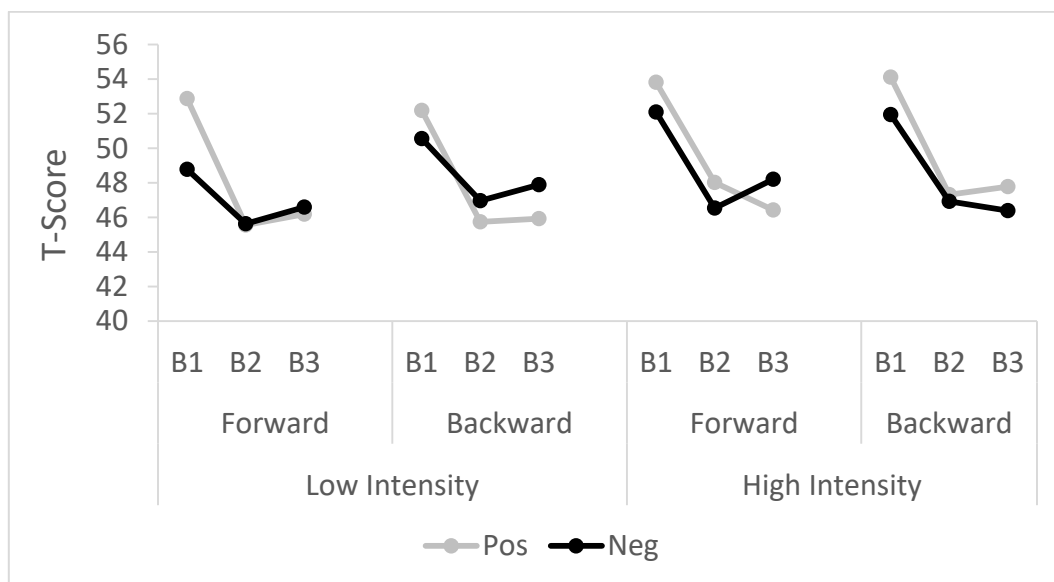 56
54
52
50
48
46
44
42
40
T-Score
B1 B2 B3 B1 B2 B3 B1 B2 B3 B1 B2 B3
Forward Backward Forward Backward
Low Intensity High Intensity
Pos Neg